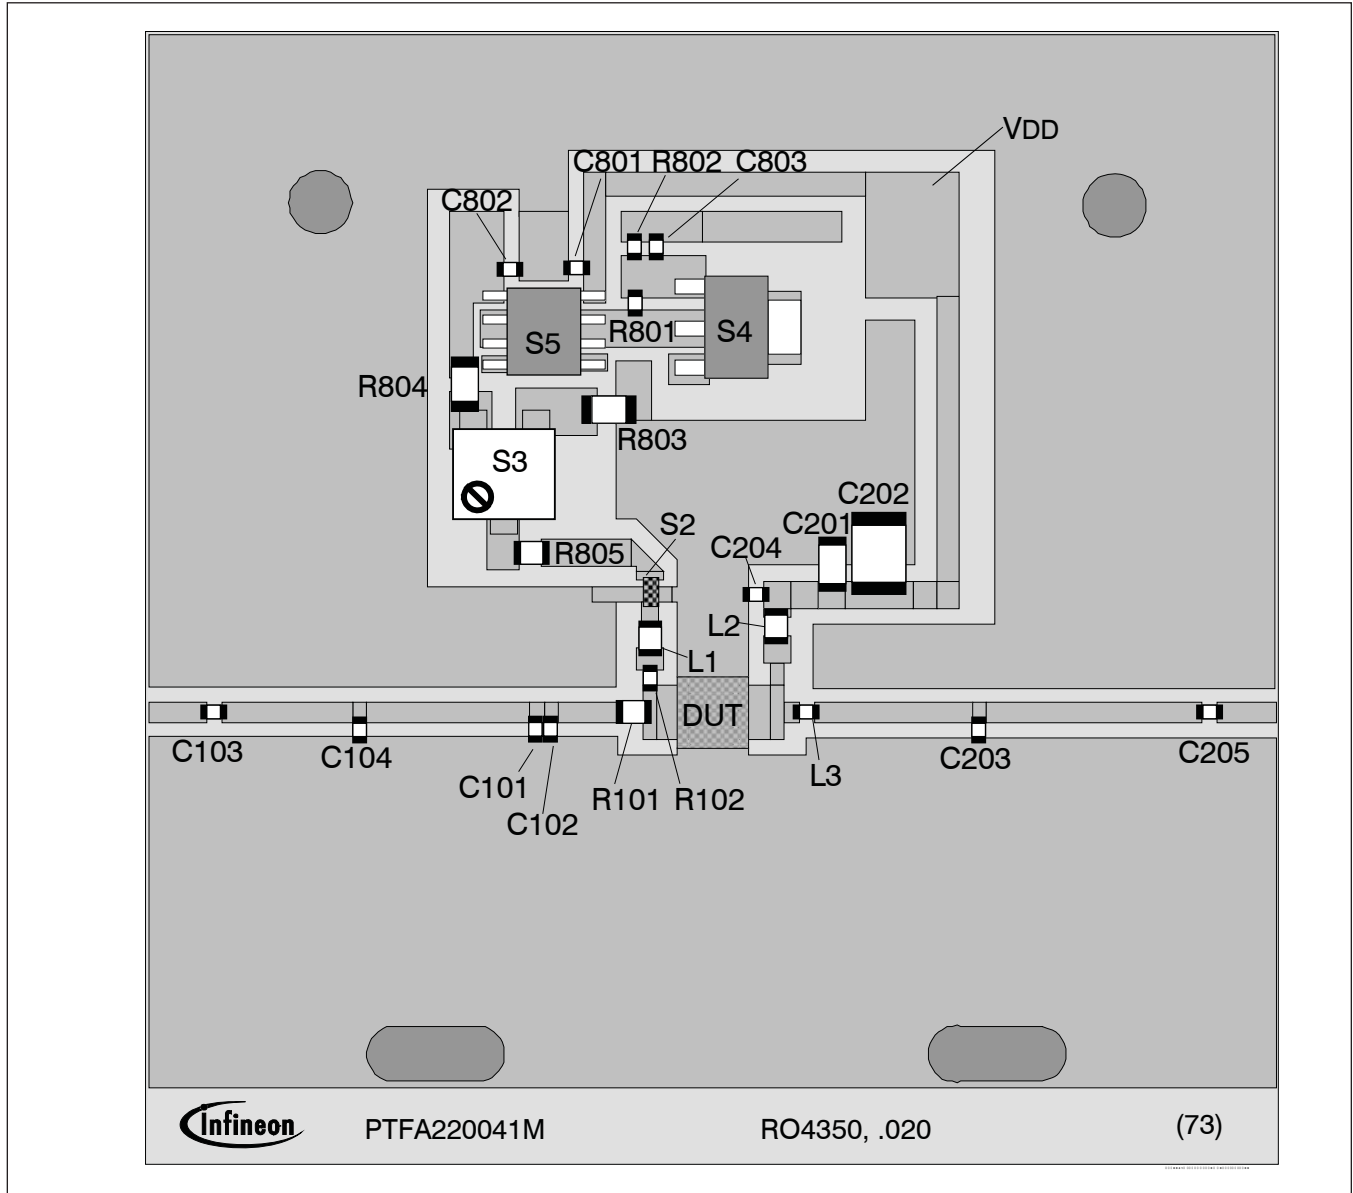 VDD
C801 R802 C803
C802
R801
S5
S4
R804
R803
S3
C202
C201
S2
C204
R805
L2
L1
DUT
C103
C104
C203
C205
L3
C101
R101 R102
C102
Infineon
PTFA220041M
RO4350, .020
(73)